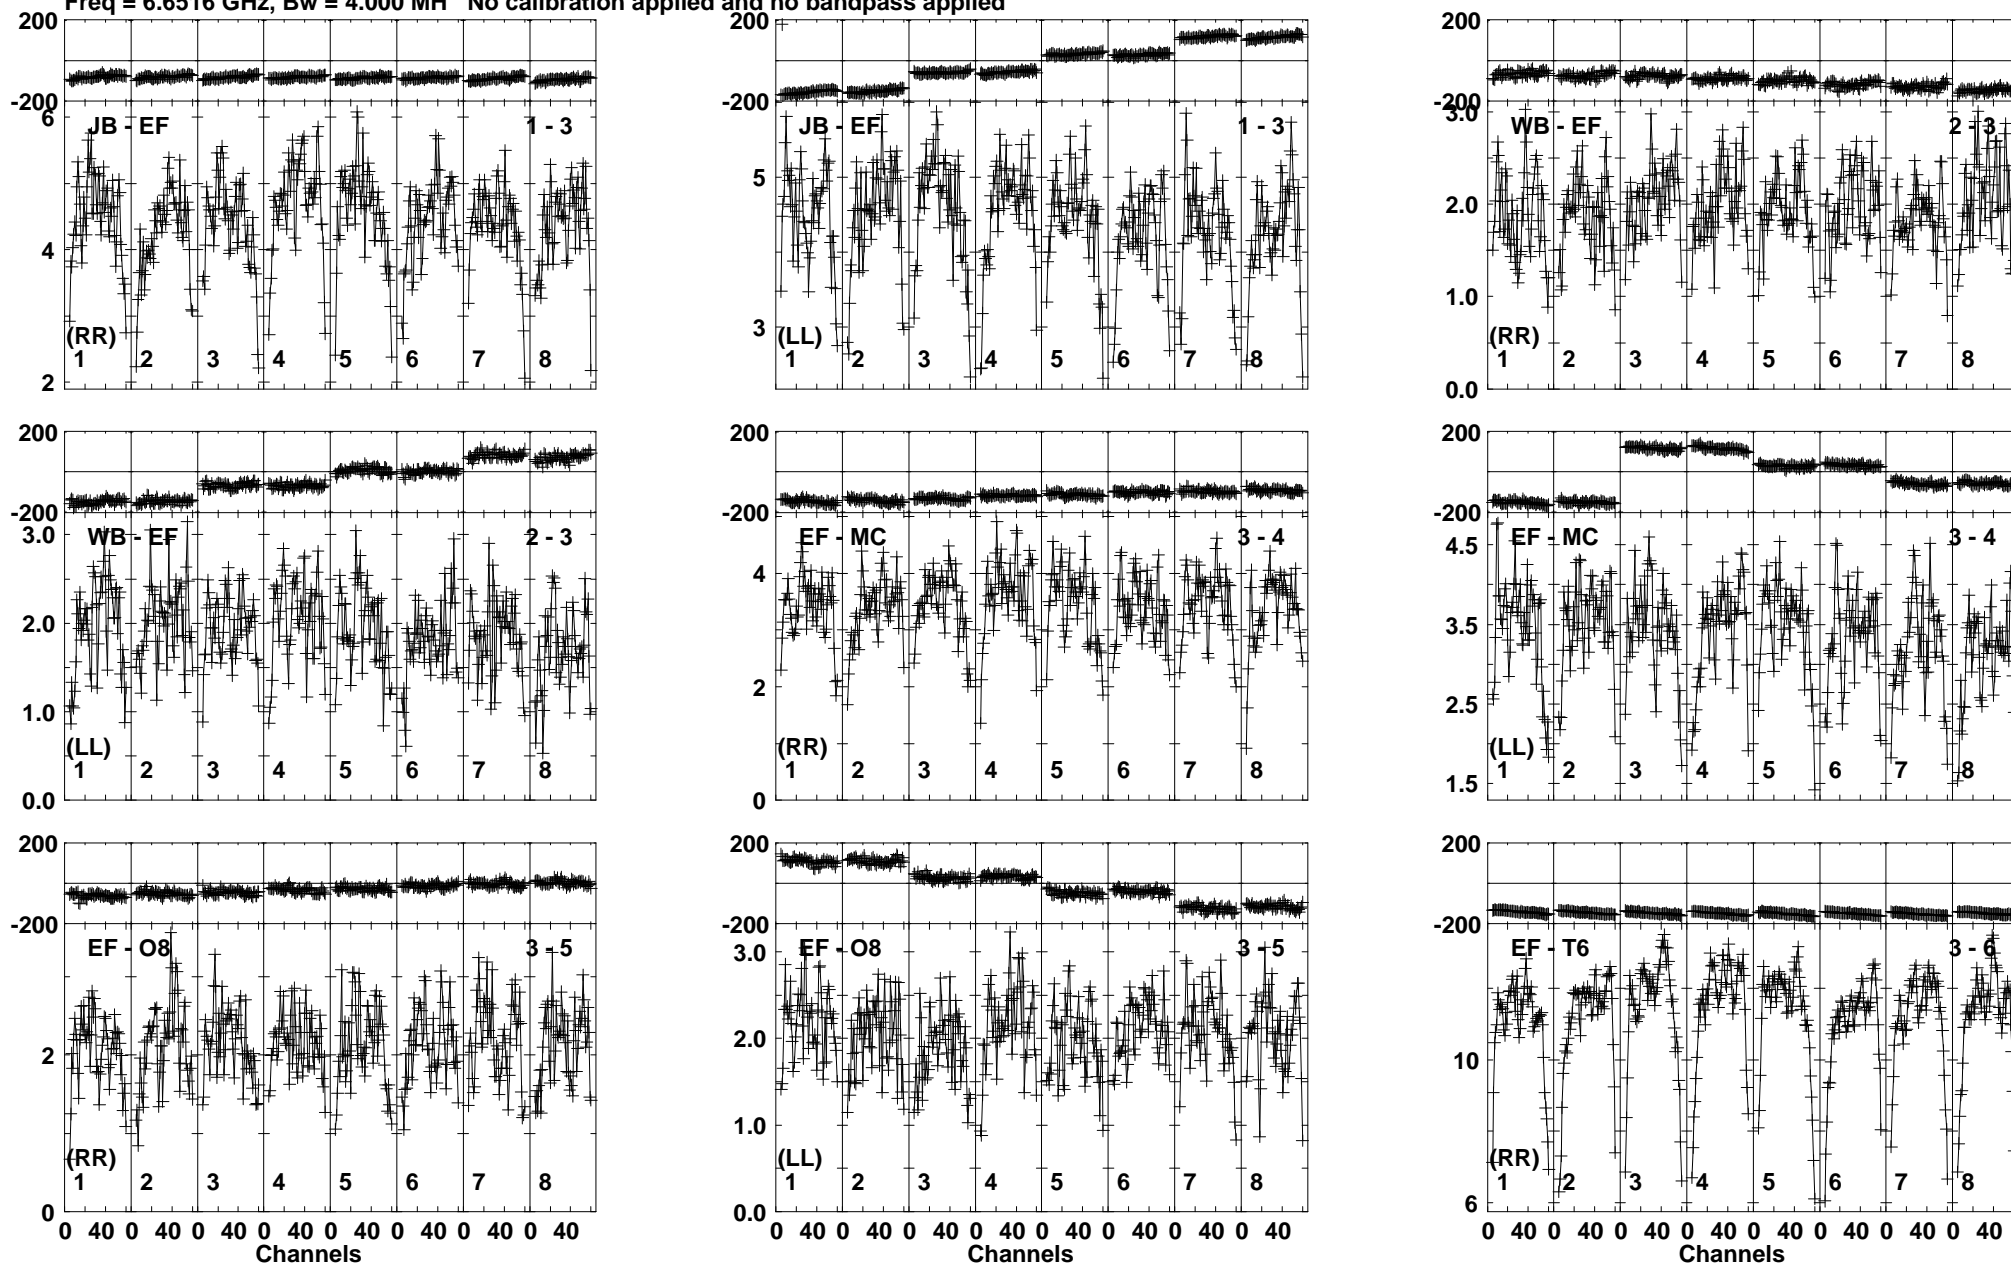 Freq = 6.6516 GHz, Bw = 4.000 MH No calibration applied and no bandpass applied
200 200 200
-200 -200 -200
6 3.0
JB - EF 1 - 3 JB - EF 1 - 3 WB - EF 2 - 3
5
4 2.0
3 1.0
(RR) (LL) (RR)
1 2 3 4 5 6 7 8 1 2 3 4 5 6 7 8 1 2 3 4 5 6 7 8
2 0.0
200 200 200
-200 -200 -200
3.0 WB - EF 2 - 3 EF - MC 3 - 4 4.5 EF - MC 3 - 4
4
2.0 3.5
2
1.0 2.5
(LL) (RR) (LL)
1 2 3 4 5 6 7 8 1 2 3 4 5 6 7 8 1 2 3 4 5 6 7 8
1.5
0.0 0
200 200 200
-200 -200 -200
EF - O8 3 - 5 3.0 EF - O8 3 - 5 EF - T6 3 - 6
2 2.0 10
1.0
(RR) (LL) (RR)
1 2 3 4 5 6 7 8 1 2 3 4 5 6 7 8 1 2 3 4 5 6 7 8
0 0.0 6
0 40 0 40 0 40 0 40 0 40 0 40 0 40 0 40 0 40 0 40 0 40 0 40 0 40 0 40 0 40 0 40 0 40 0 40 0 40 0 40 0 40 0 40 0 40 0 40
Channels Channels Channels